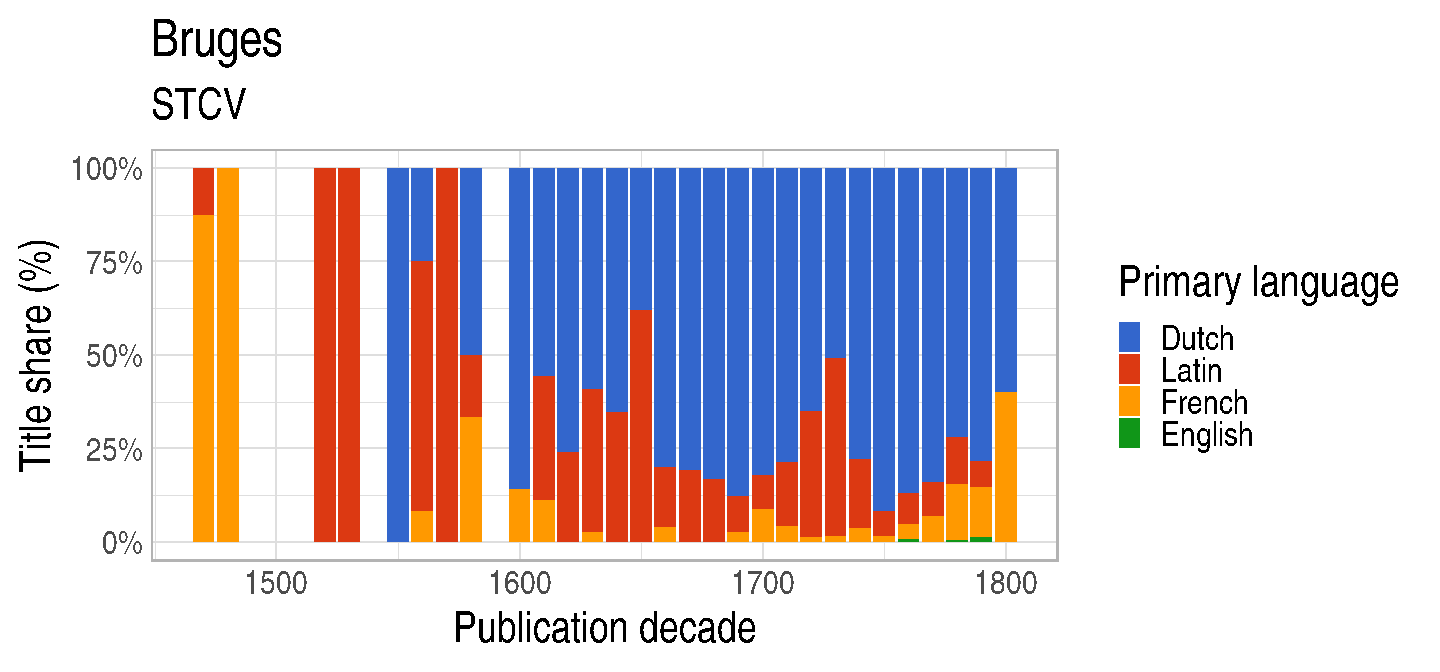 Bruges
STCV
100%
75%
50%
25%
0%
Title share (%)
1500 1600 1700 1800
Publication decade
Primary language
Dutch
Latin
French
English